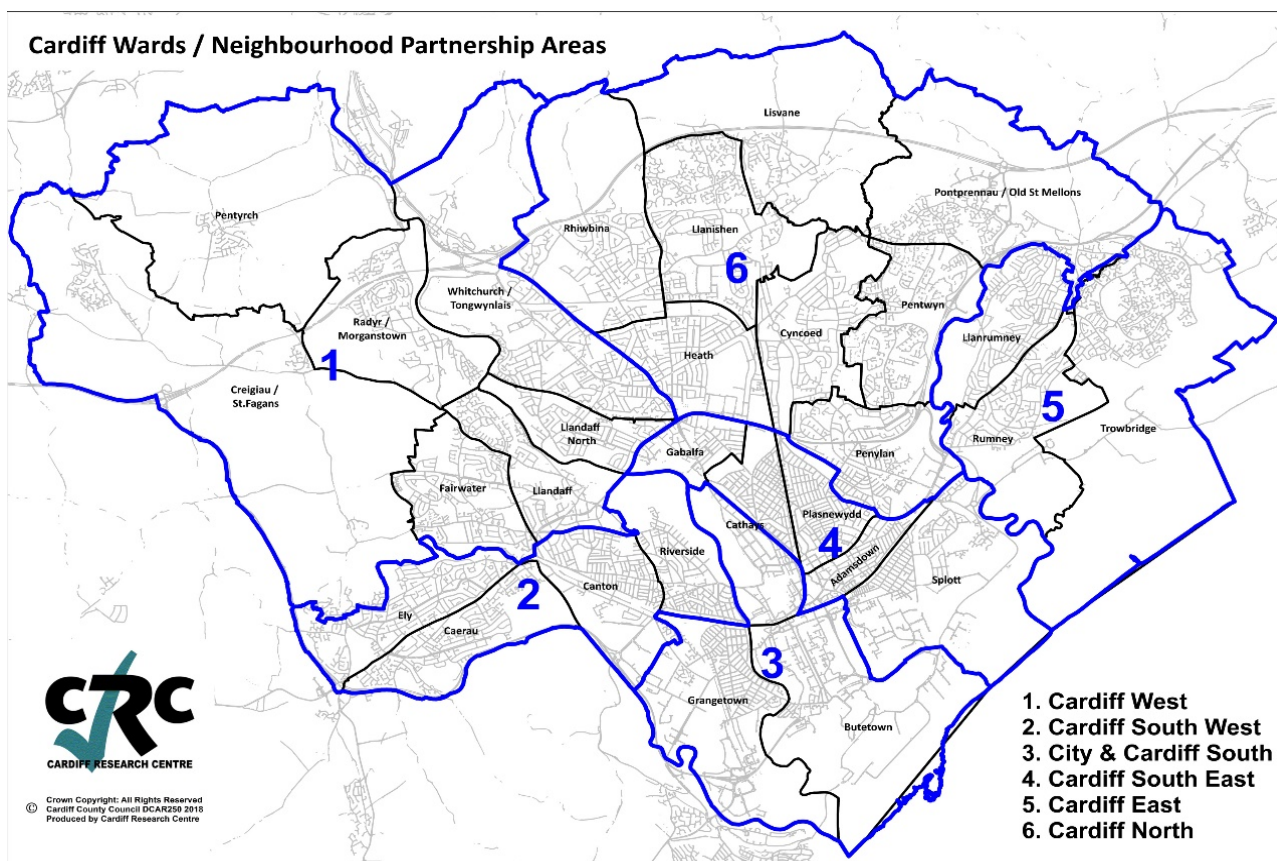 Cardiff Wards / Neighbourhood Partnership Areas
Lisvane
Pontprennau / Old St Mellons
Pentyrch
Rhiwbina
Llanishen
6
Whitchurch /
Tongwynlais
Pentwyn
Radyr /
Morganstown
Cyncoed
Llanrumney
Heath
1
Creigiau /
St.Fagans
5
Trowbridge
Llandaff
North
Rumney
Gabalfa
Penylan
Fairwater
Llandaff
Plasnewydd
Cathays
4
Riverside
Adamsdown
Splott
Canton
2
Ely
Caerau
3
Grangetown
Butetown
CRC
CARDIFF RESEARCH CENTRE
© Crown Copyright: All Rights Reserved
Cardiff County Council DCAR250 2016
Produced by Cardiff Research Centre
1. Cardiff West
2. Cardiff South West
3. City & Cardiff South
4. Cardiff South East
5. Cardiff East
6. Cardiff North